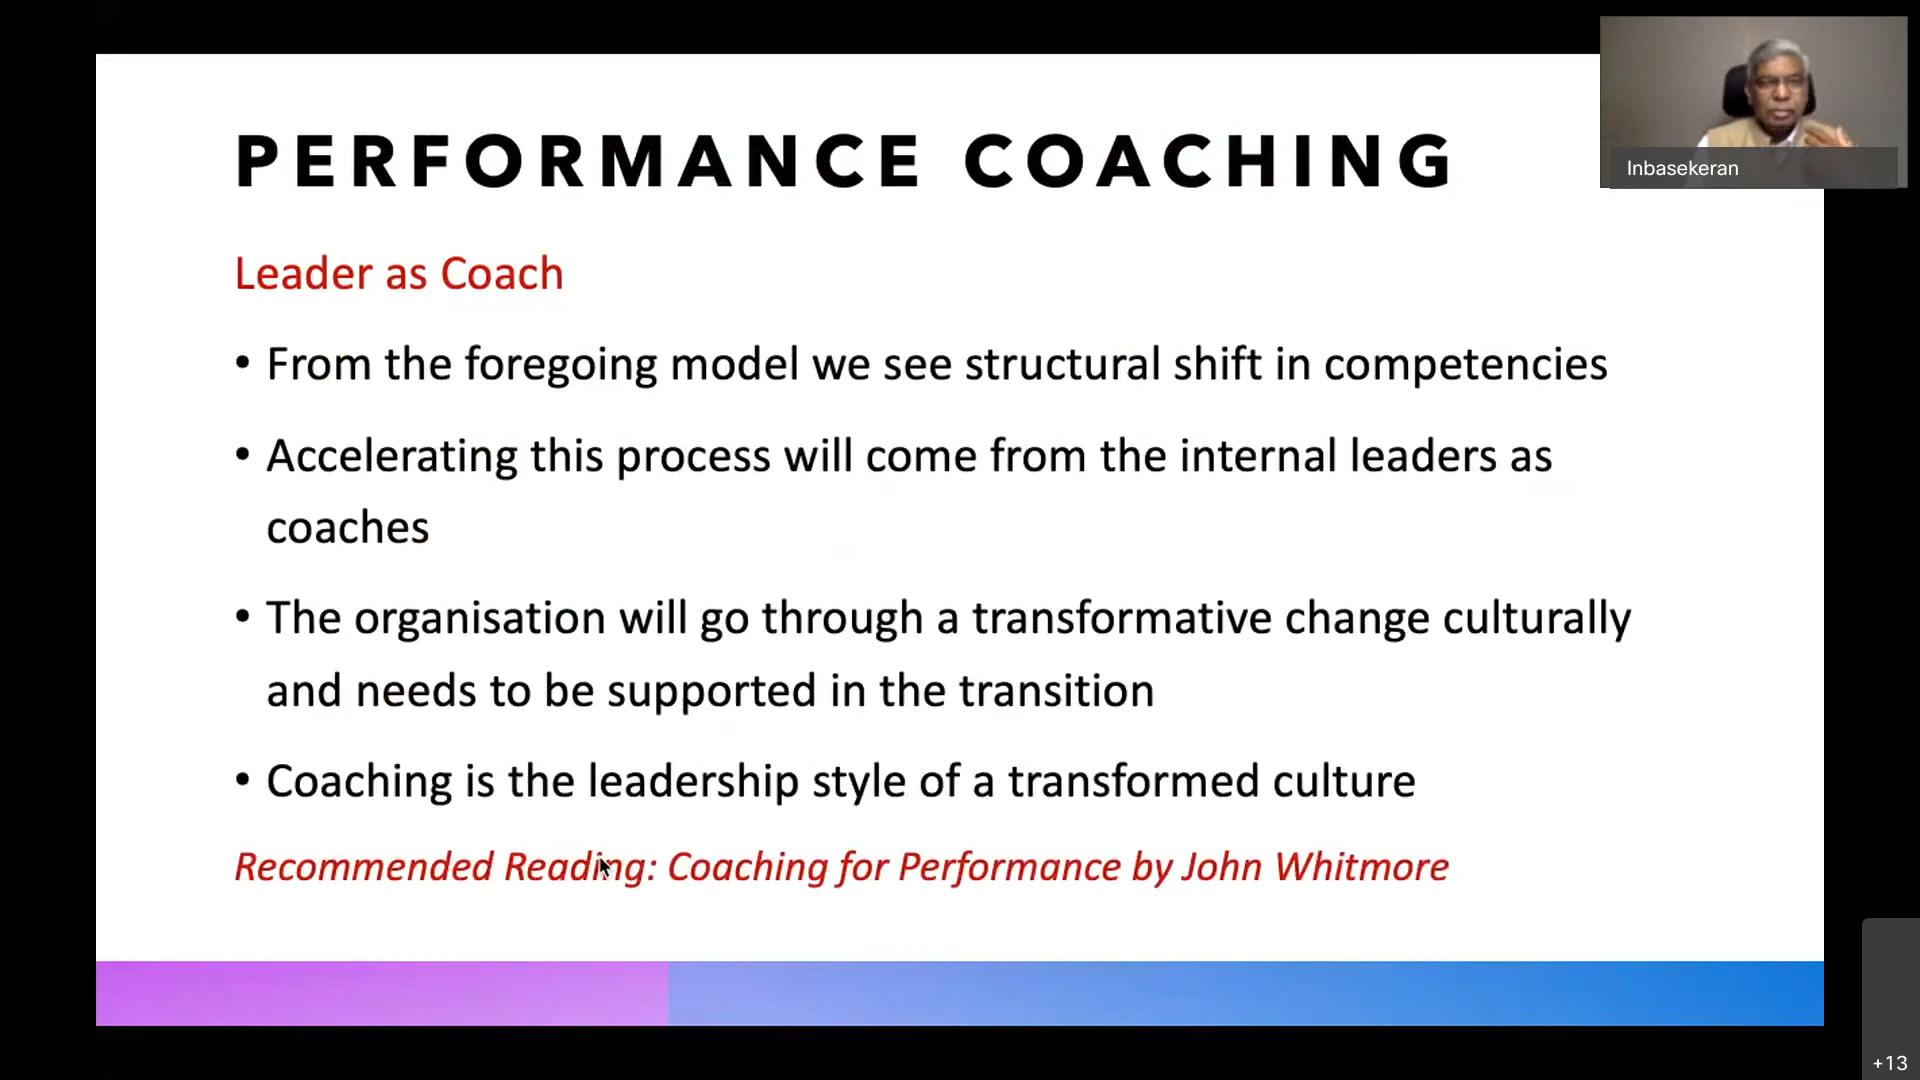 PERFORMANCE COACHING
Inbasekeran
Leader as Coach
• From the foregoing model we see structural shift in competencies
• Accelerating this process will come from the internal leaders as
coaches
• The organisation will go through a transformative change culturally
and needs to be supported in the transition
• Coaching is the leadership style of a transformed culture
Recommended Reading: Coaching for Performance by John Whitmore
+13